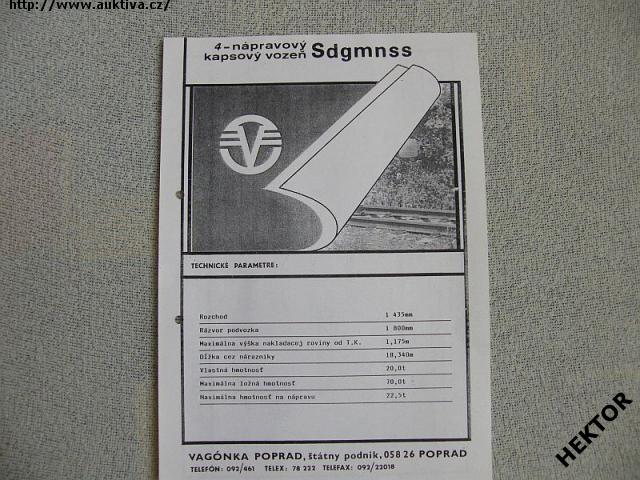 http://www.auktiva.cz/
4-nápravový
kapsový vozeň Sdgmnss
V
TECHNICKÉ PARAMETRE:
Rozchod 1 435mm
Rázvor podvozka 1 800mm
Maximálna výška nakladacej roviny od T.K. 1,175m
Dĺžka cez nárazníky 18,340m
Vlastná hmotnosť 20,0t
Maximálna ložná hmotnosť 70,0t
Maximálna hmotnosť na nápravu 22,5t
VAGÓNKA POPRAD, štátny podnik, 058 26 POPRAD
TELEFÓN: 092/461 TELEX: 78 222 TELEFAX: 092/22018
HEKTOR